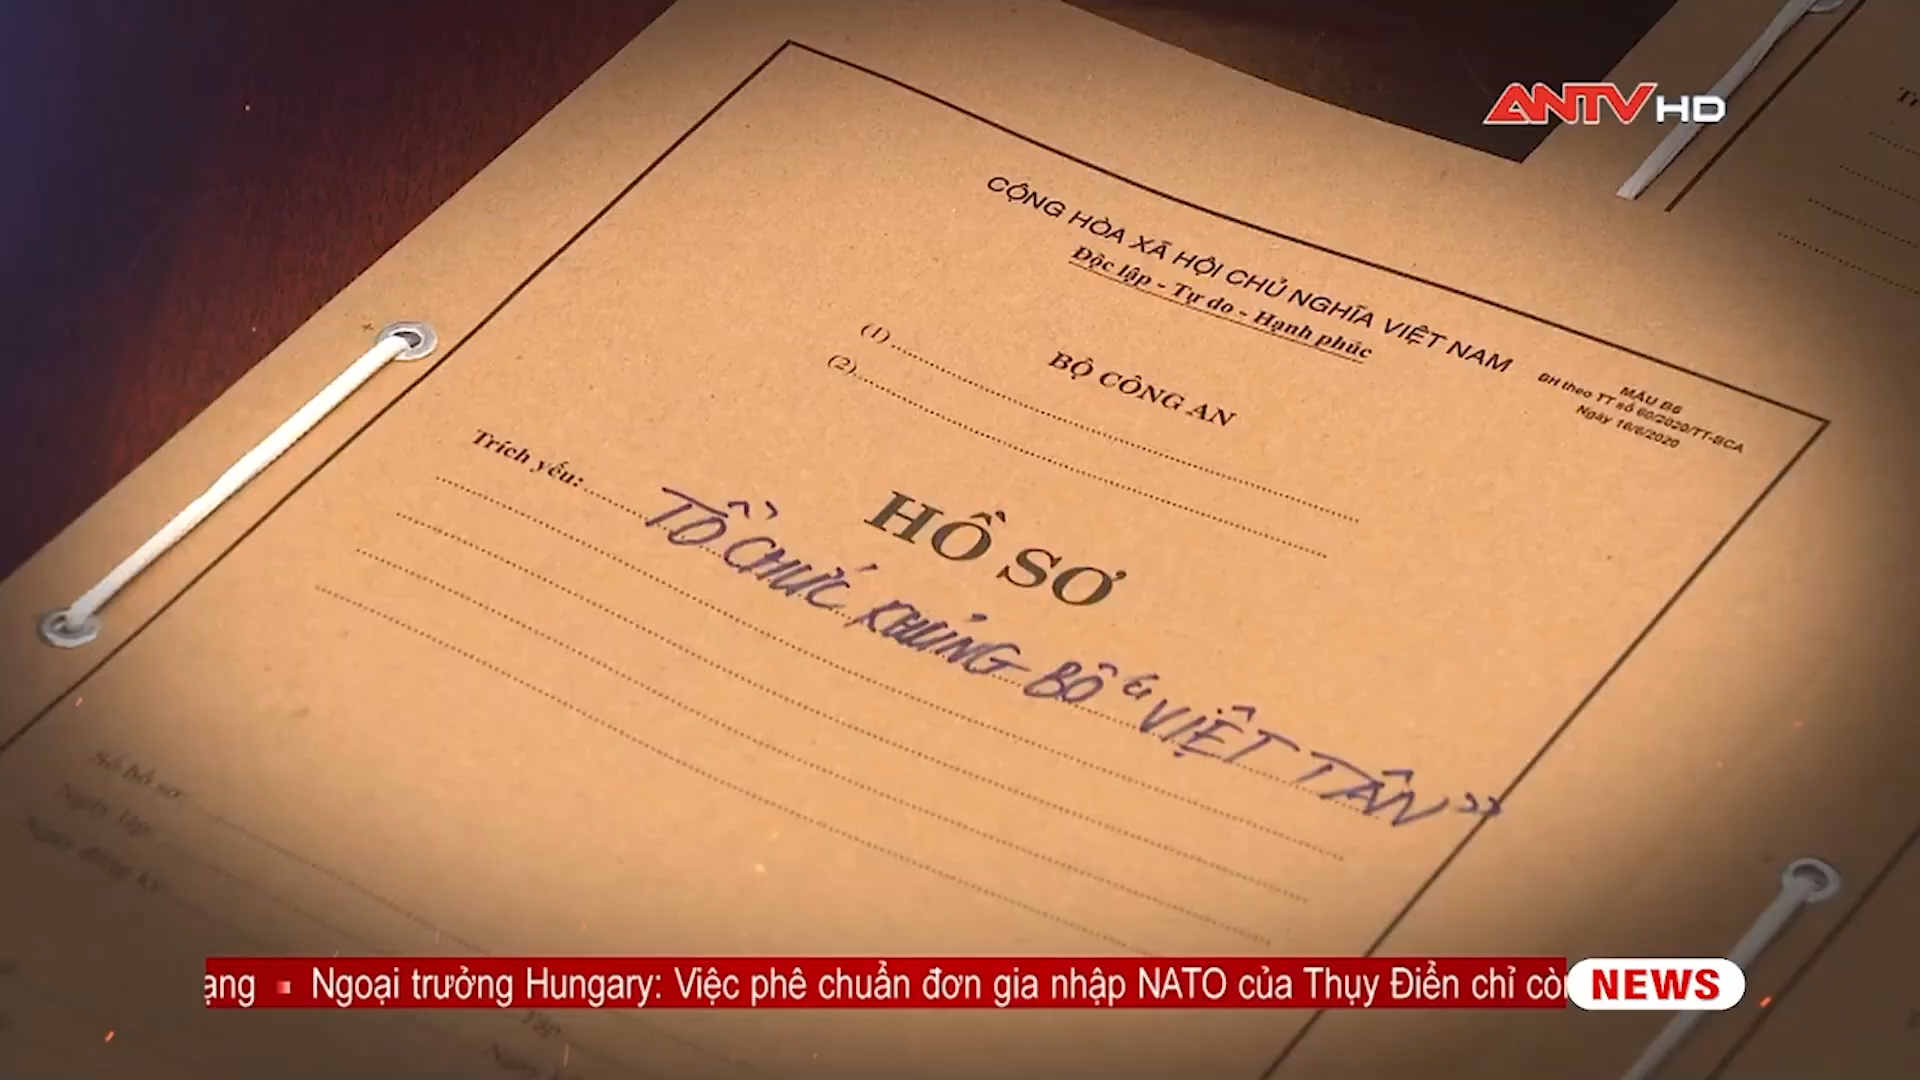 ANTV HD
CỘNG HÒA XÃ HỘI CHỦ NGHĨA VIỆT NAM
Độc lập - Tự do - Hạnh phúc
MẪU B6
BH theo TT số 60/2020/TT-BCA
Ngày 16/6/2020
BỘ CÔNG AN
(1)
(2)
HỒ SƠ
Trích yếu: TỔ CHỨC KHỦNG BỐ "VIỆT TÂN"
Số hồ sơ:
Ngày lập:
Ngày đăng ký
ạng ▪ Ngoại trưởng Hungary: Việc phê chuẩn đơn gia nhập NATO của Thụy Điển chỉ còn
NEWS